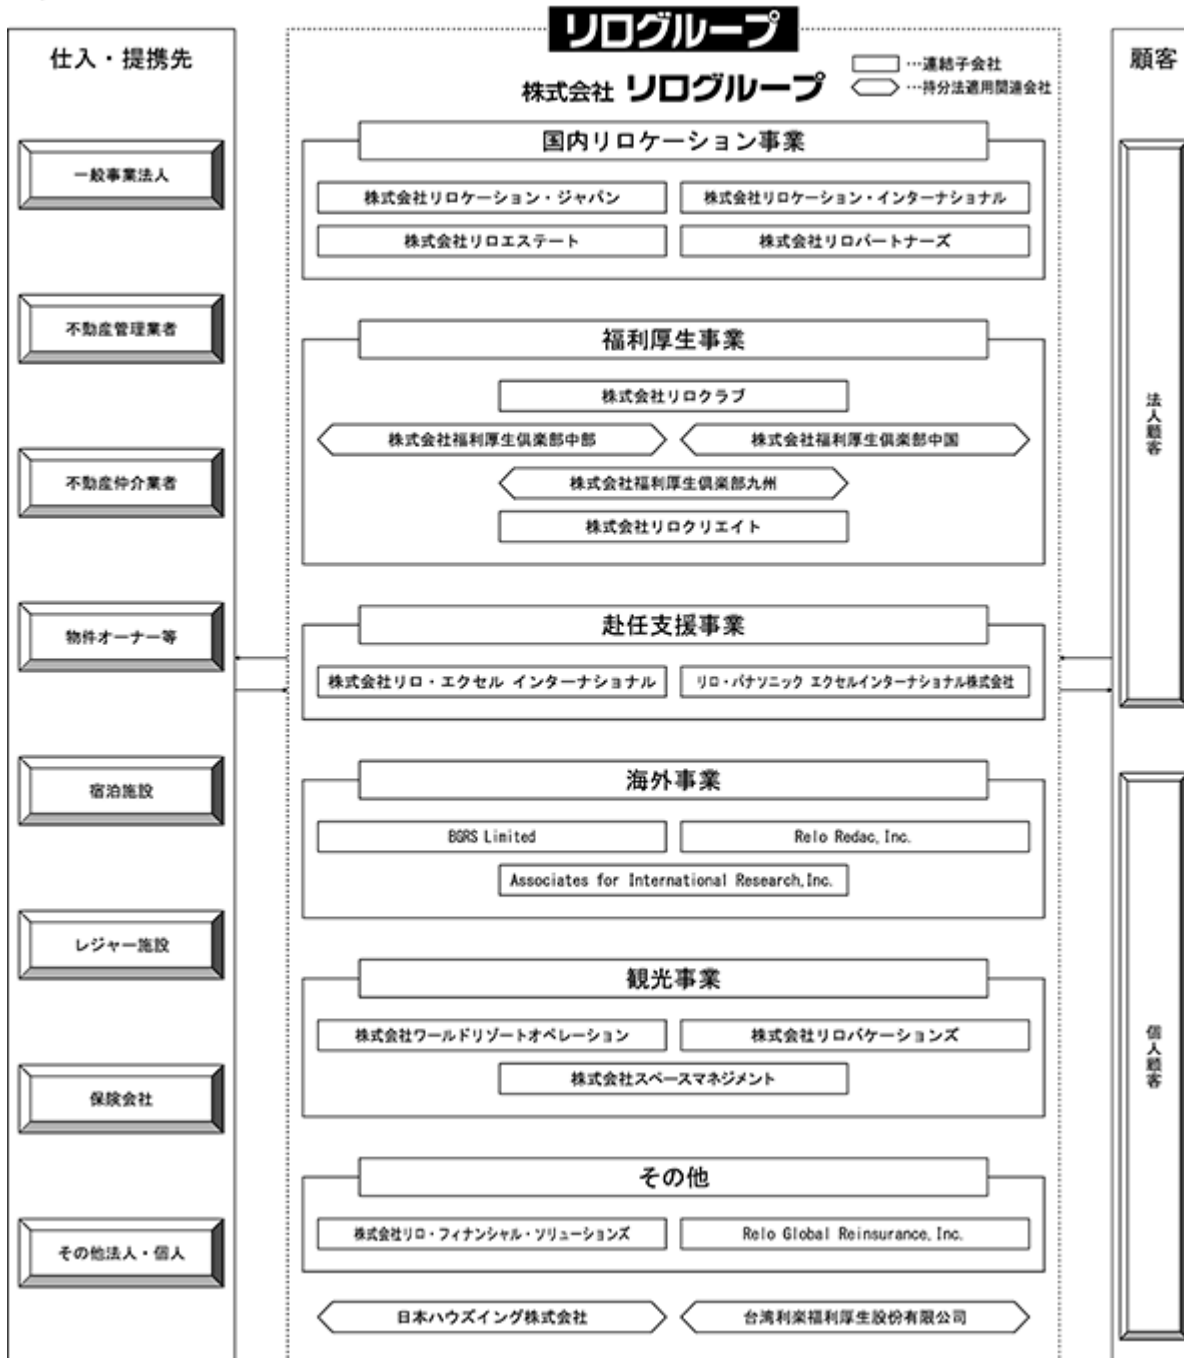 仕入・提携先
一般事業法人
不動産管理業者
不動産仲介業者
物件オーナー等
宿泊施設
レジャー施設
保険会社
その他法人・個人
リログループ
株式会社 リログループ
…連結子会社
…持分法適用関連会社
国内リロケーション事業
株式会社リロケーション・ジャパン
株式会社リロケーション・インターナショナル
株式会社リロエステート
株式会社リロパートナーズ
福利厚生事業
株式会社リロクラブ
株式会社福利厚生倶楽部中部
株式会社福利厚生倶楽部中国
株式会社福利厚生倶楽部九州
株式会社リロクリエイト
赴任支援事業
株式会社リロ・エクセル インターナショナル
リロ・パナソニック エクセルインターナショナル株式会社
海外事業
BGRS Limited
Relo Redac, Inc.
Associates for International Research,Inc.
観光事業
株式会社ワールドリゾートオペレーション
株式会社リロバケーションズ
株式会社スペースマネジメント
その他
株式会社リロ・フィナンシャル・ソリューションズ
Relo Global Reinsurance, Inc.
日本ハウズイング株式会社
台湾利楽福利厚生股份有限公司
顧客
法人顧客
個人顧客